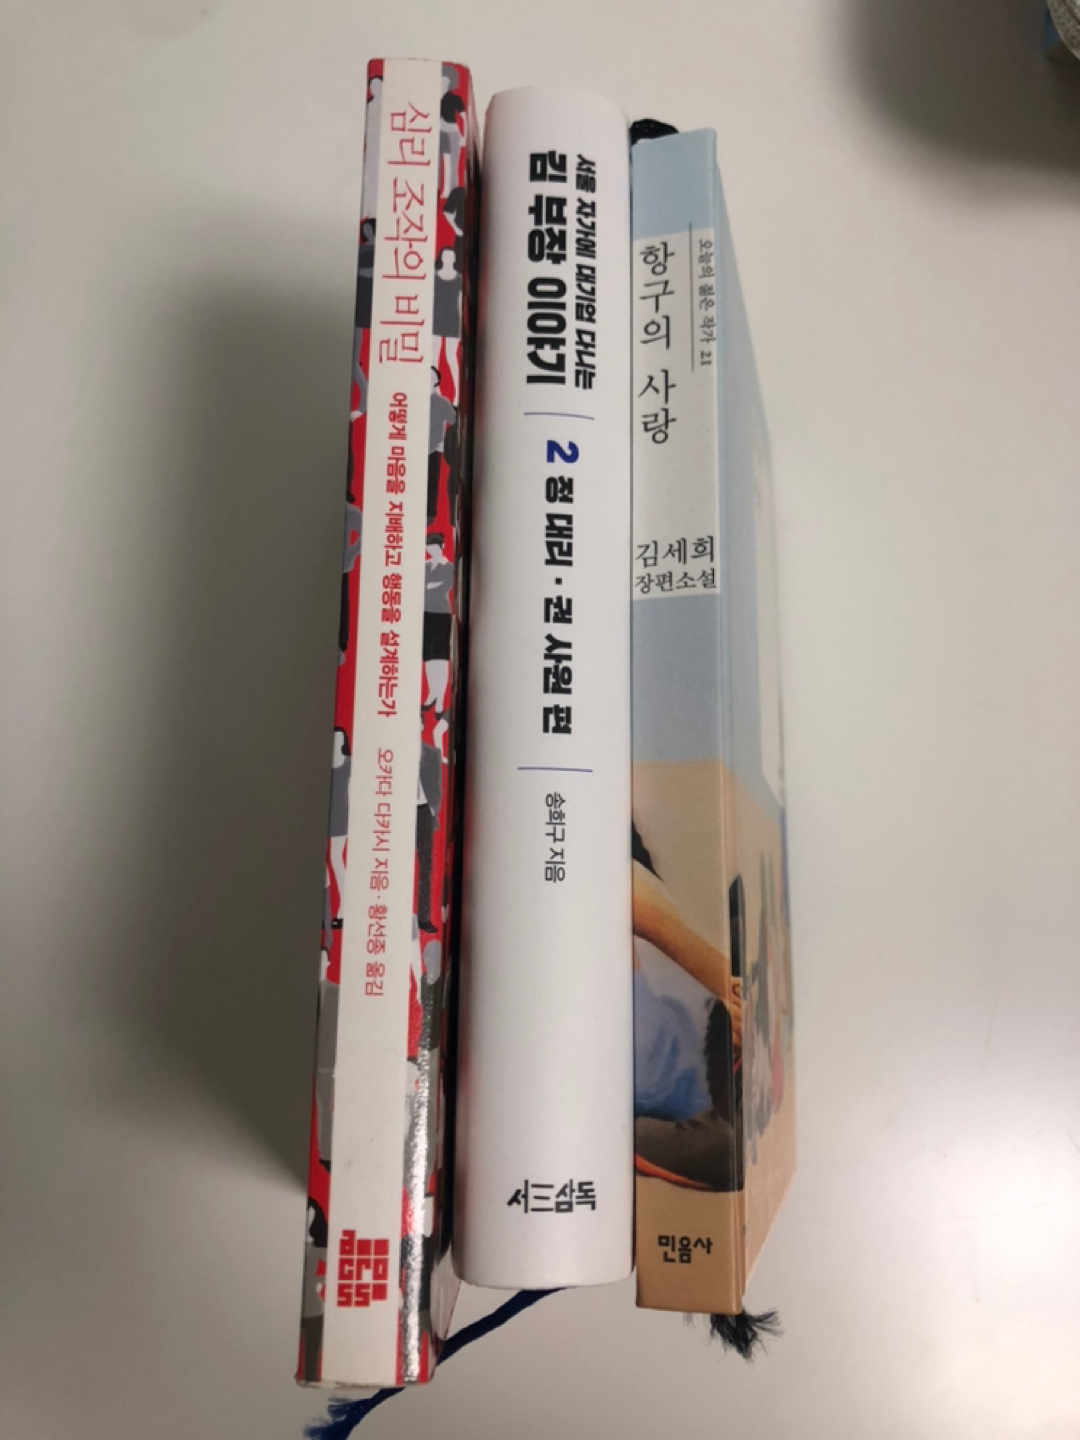 심리 조작의 비밀
어떻게 마음을 지배하고 행동을 설계하는가
오카다 다카시 지음 · 황선종 옮김
서울 자가에 대기업 다니는
김 부장 이야기
2 정 대리 · 권 사원 편
송희구 지음
서삼독
오늘의 젊은 작가 21
항구의 사랑
김세희
장편소설
민음사